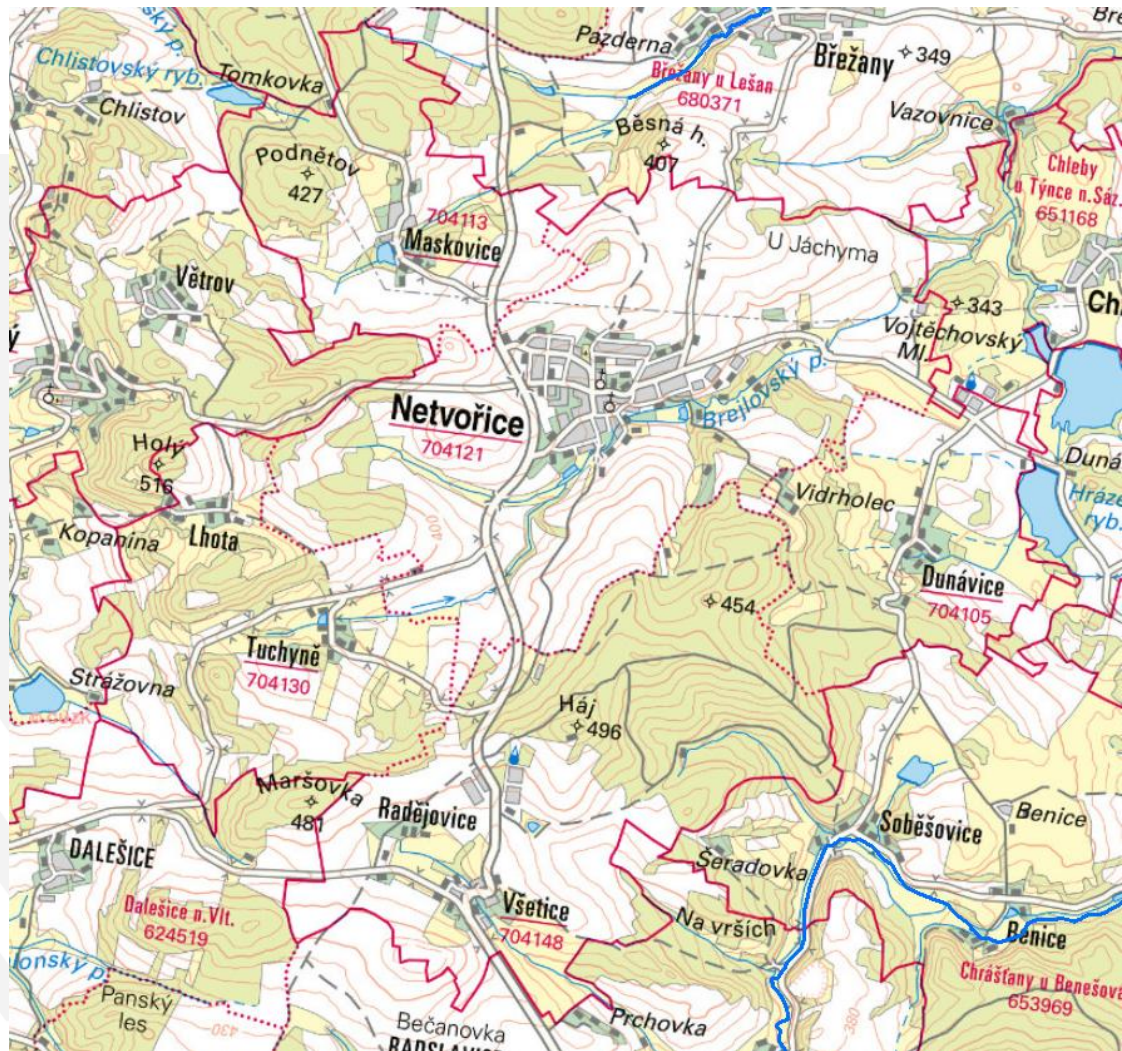 Pazderna
Břežany
349
Chlistovský ryb.
Tomkovka
Břežany u Lešan
680371
Chlistov
Vazovnice
Běsná h.
407
Podnětov
427
Chleby
u Týnce n.Sáz.
651168
704113
Maskovice
U Jáchyma
Větrov
343
Vojtěchovský
Ml.
Netvořice
704121
Brejlovský p.
Holý
516
Vidrholec
Kopanina
Lhota
400
Dunávice
704105
454
Tuchyně
704130
Strážovna
Háj
496
Maršovka
481
Radějovice
Benice
Soběšovice
DALEŠICE
Šeradovka
Dalešice n.Vlt.
624519
Všetice
704148
Na vrších
Benice
Chrášťany u Benešova
653969
Panský
les
430
380
Bečanovka
Prchovka